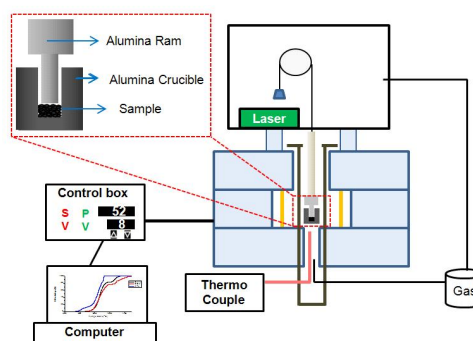 Alumina Ram
Alumina Crucible
Sample
Laser
Control box
S P 52
V V 8
Thermo
Couple
Gas
Computer